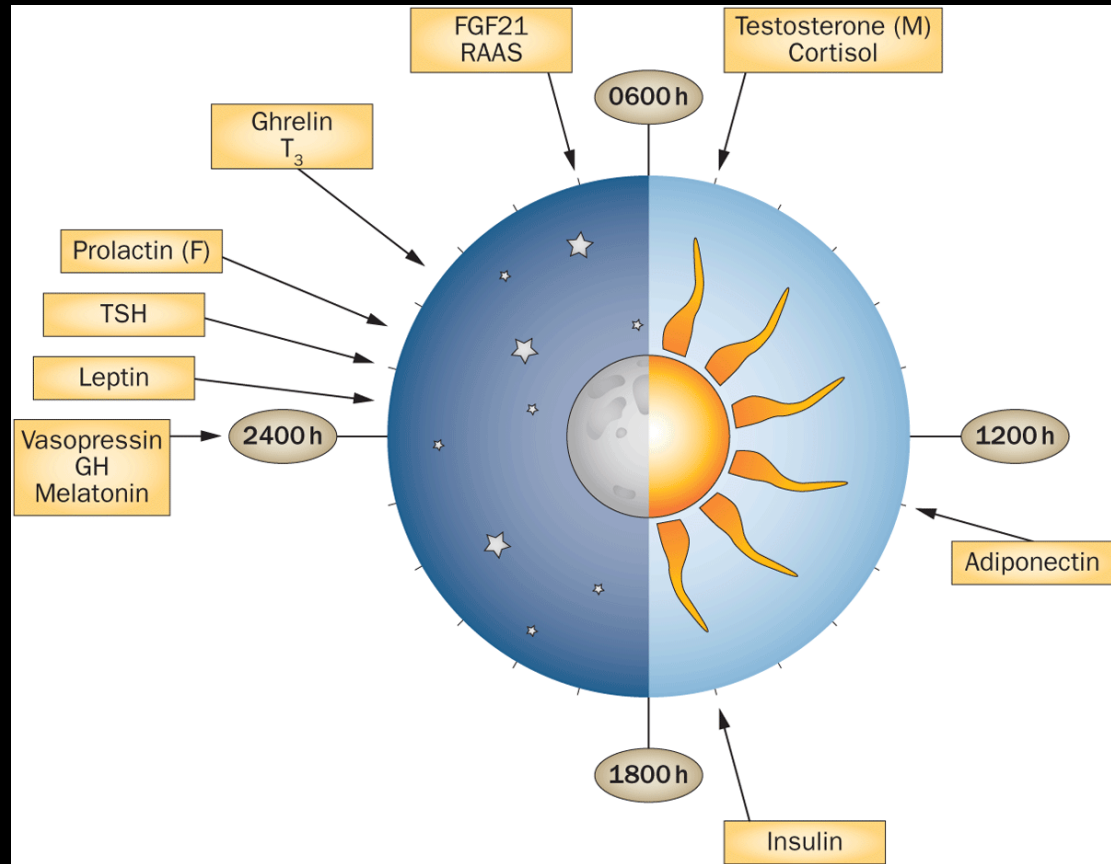 FGF21
RAAS
Testosterone (M)
Cortisol
0600 h
Ghrelin
T₃
Prolactin (F)
TSH
Leptin
Vasopressin
GH
Melatonin
2400 h
1200 h
Adiponectin
1800 h
Insulin